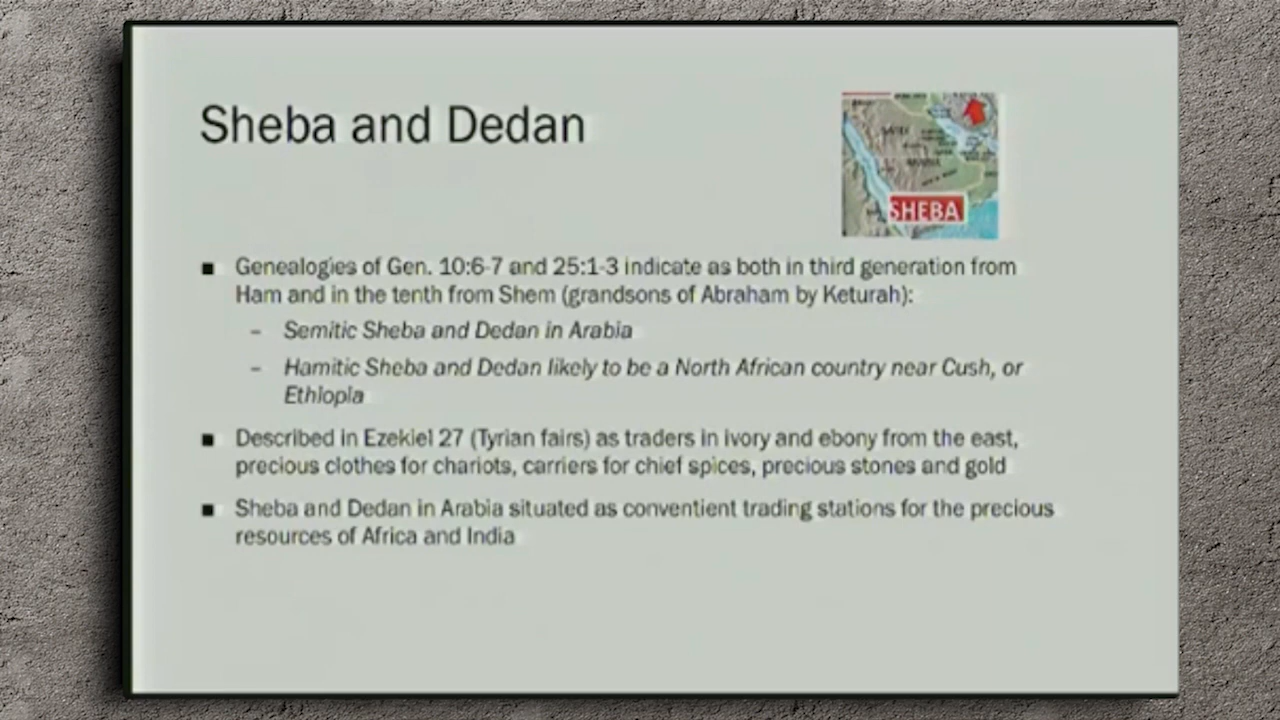 Sheba and Dedan
SHEBA
■ Genealogies of Gen. 10:6-7 and 25:1-3 indicate as both in third generation from
Ham and in the tenth from Shem (grandsons of Abraham by Keturah):
– Semitic Sheba and Dedan in Arabia
– Hamitic Sheba and Dedan likely to be a North African country near Cush, or
Ethiopia
■ Described in Ezekiel 27 (Tyrian fairs) as traders in ivory and ebony from the east,
precious clothes for chariots, carriers for chief spices, precious stones and gold
■ Sheba and Dedan in Arabia situated as conventient trading stations for the precious
resources of Africa and India